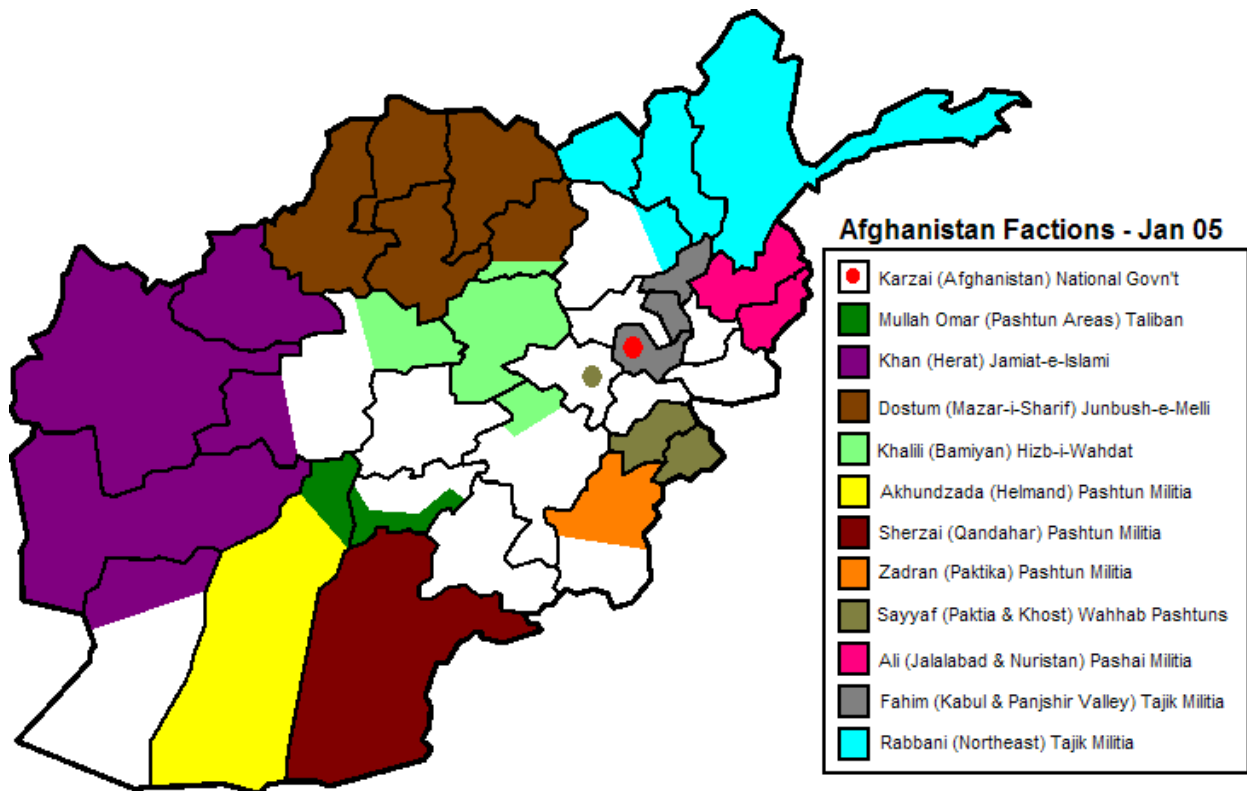 Afghanistan Factions - Jan 05
Karzai (Afghanistan) National Govn't
Mullah Omar (Pashtun Areas) Taliban
Khan (Herat) Jamiat-e-Islami
Dostum (Mazar-i-Sharif) Junbush-e-Melli
Khalili (Bamiyan) Hizb-i-Wahdat
Akhundzada (Helmand) Pashtun Militia
Sherzai (Qandahar) Pashtun Militia
Zadran (Paktika) Pashtun Militia
Sayyaf (Paktia & Khost) Wahhab Pashtuns
Ali (Jalalabad & Nuristan) Pashai Militia
Fahim (Kabul & Panjshir Valley) Tajik Militia
Rabbani (Northeast) Tajik Militia